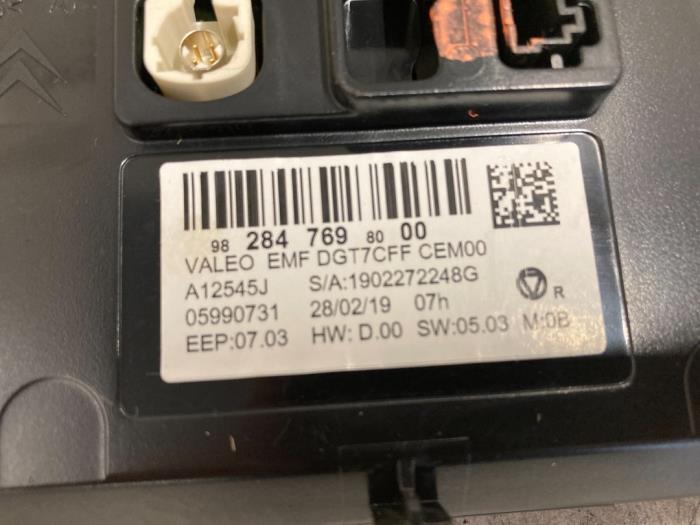 98 284 769 80 00
VALEO EMF DGT7CFF CEM00
A12545J S/A:1902272248G
05990731 28/02/19 07h R
EEP:07.03 HW: D.00 SW:05.03 M:0B